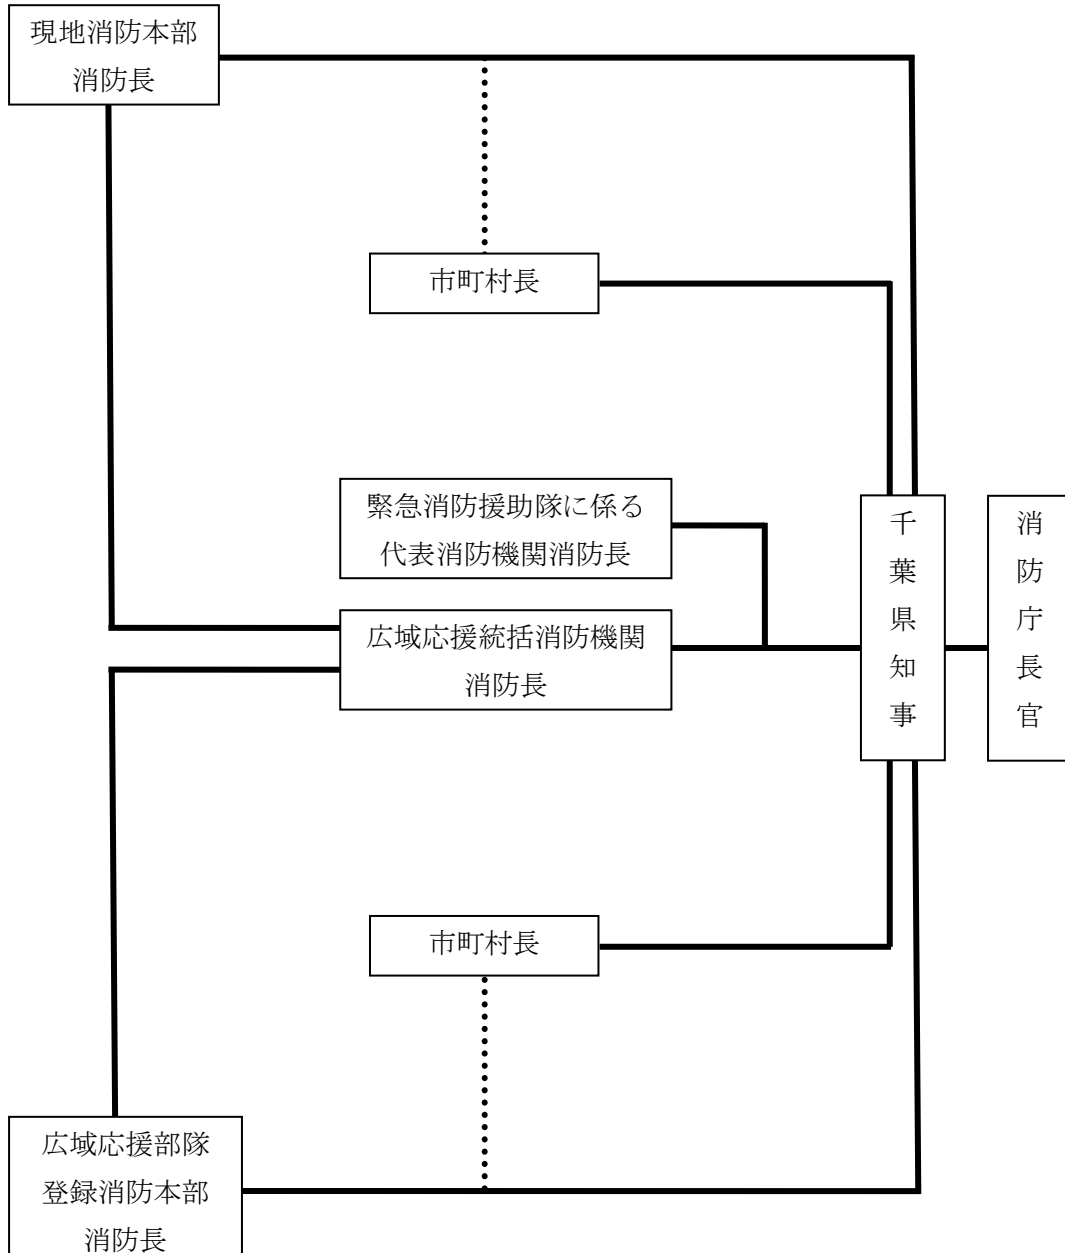 現地消防本部
消防長
市町村長
緊急消防援助隊に係る
代表消防機関消防長
広域応援統括消防機関
消防長
千葉県知事
消防庁長官
市町村長
広域応援部隊
登録消防本部
消防長